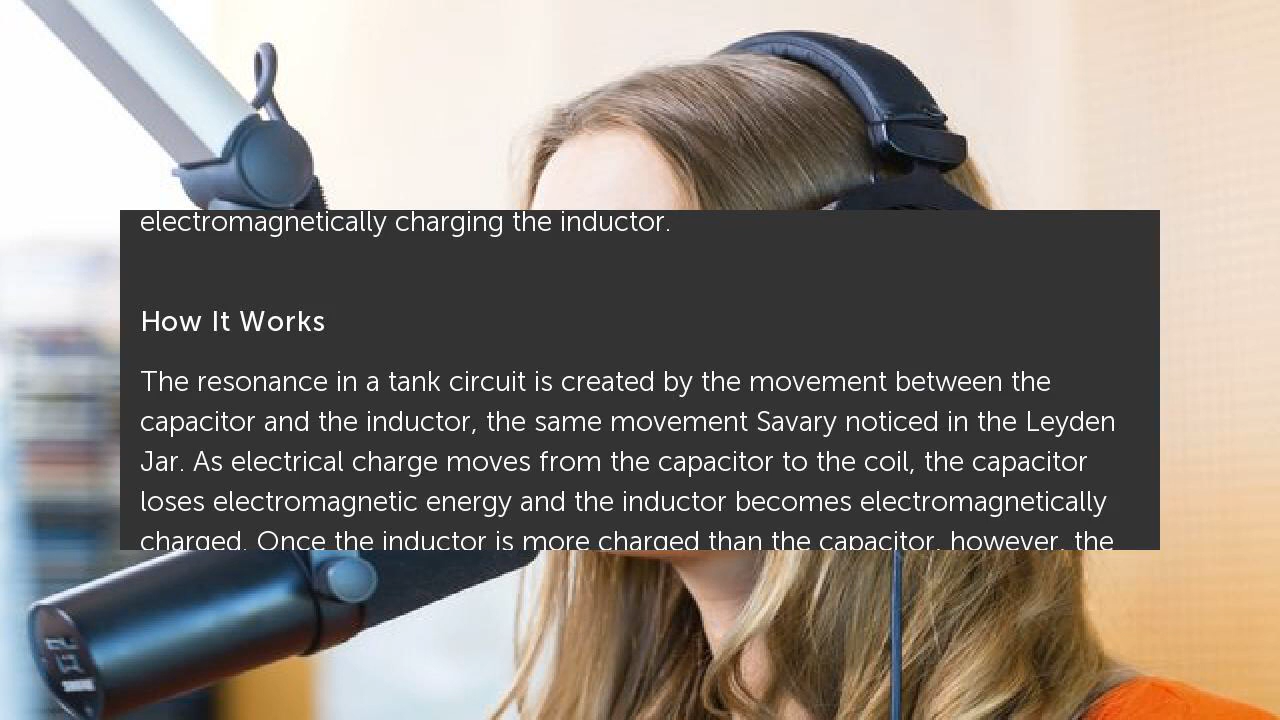 electromagnetically charging the inductor.
How It Works
The resonance in a tank circuit is created by the movement between the
capacitor and the inductor, the same movement Savary noticed in the Leyden
Jar. As electrical charge moves from the capacitor to the coil, the capacitor
loses electromagnetic energy and the inductor becomes electromagnetically
charged. Once the inductor is more charged than the capacitor, however, the